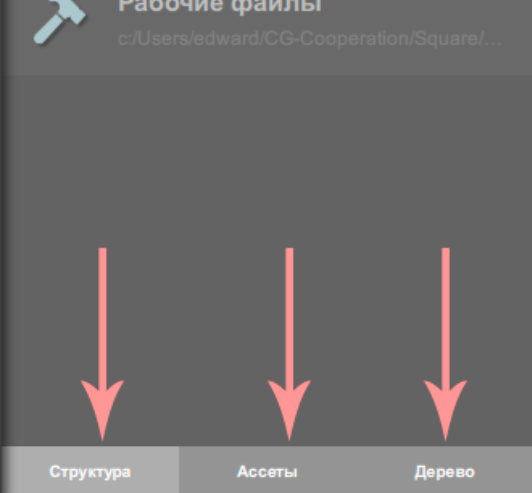 Рабочие файлы
c:/Users/edward/CG-Cooperation/Square/…
Структура
Ассеты
Дерево